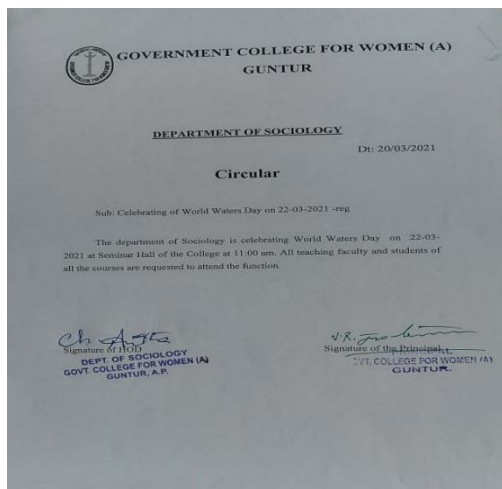 GOVERNMENT COLLEGE FOR WOMEN (A)
GUNTUR
DEPARTMENT OF SOCIOLOGY
Dt: 20/03/2021
Circular
Sub: Celebrating of World Waters Day on 22-03-2021 -reg
The department of Sociology is celebrating World Waters Day on 22-03-
2021 at Seminar Hall of the College at 11:00 am. All teaching faculty and students of
all the courses are requested to attend the function.
Signature of HOD
DEPT. OF SOCIOLOGY
GOVT. COLLEGE FOR WOMEN (A)
GUNTUR, A.P.
Signature of the Principal
GVT. COLLEGE FOR WOMEN (A)
GUNTUR.